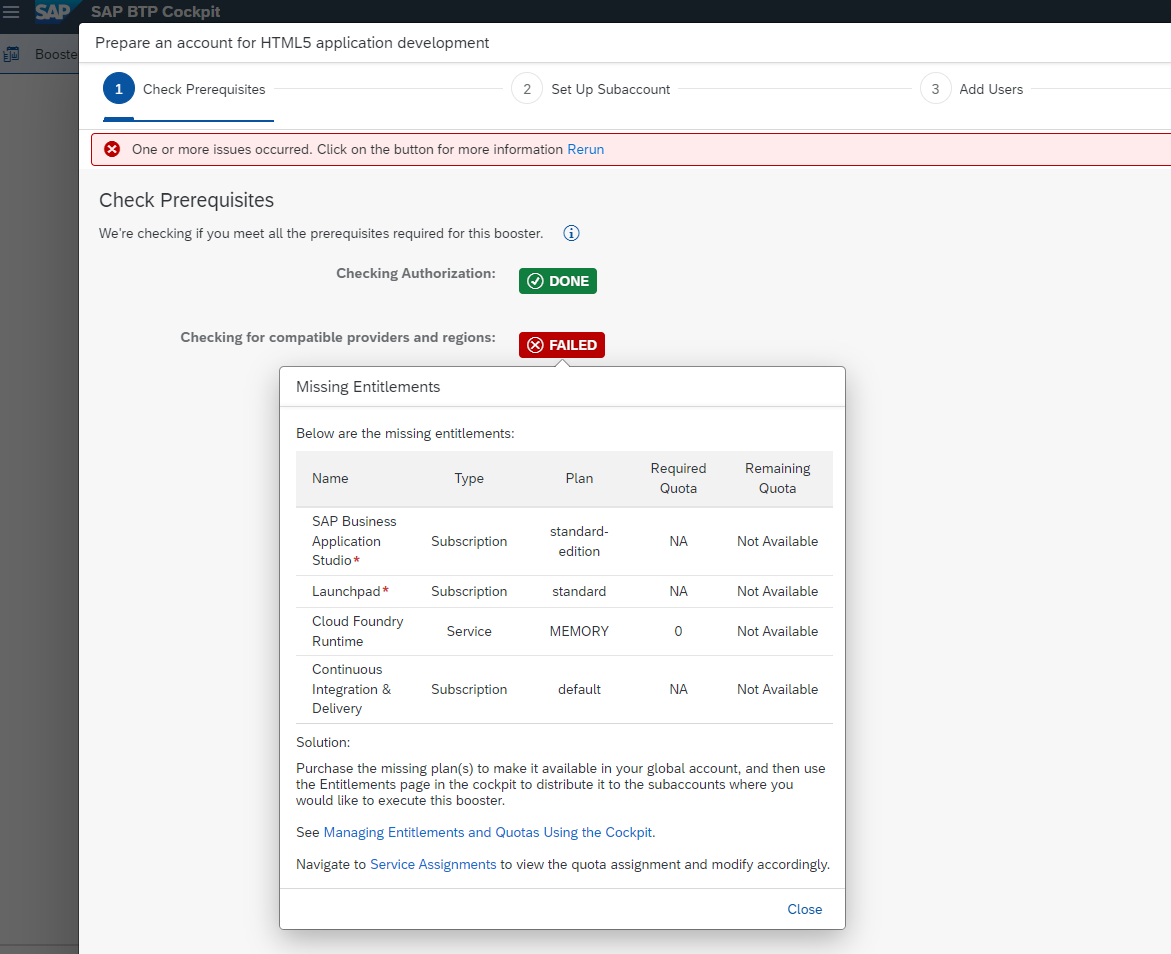 SAP SAP BTP Cockpit
Booste
Prepare an account for HTML5 application development
1 Check Prerequisites 2 Set Up Subaccount 3 Add Users
One or more issues occurred. Click on the button for more information Rerun
Check Prerequisites
We're checking if you meet all the prerequisites required for this booster.
Checking Authorization: DONE
Checking for compatible providers and regions: FAILED
Missing Entitlements
Below are the missing entitlements:
Name Type Plan Required Quota Remaining Quota
SAP Business Application Studio* Subscription standard-edition NA Not Available
Launchpad* Subscription standard NA Not Available
Cloud Foundry Runtime Service MEMORY 0 Not Available
Continuous Integration & Delivery Subscription default NA Not Available
Solution:
Purchase the missing plan(s) to make it available in your global account, and then use
the Entitlements page in the cockpit to distribute it to the subaccounts where you
would like to execute this booster.
See Managing Entitlements and Quotas Using the Cockpit.
Navigate to Service Assignments to view the quota assignment and modify accordingly.
Close